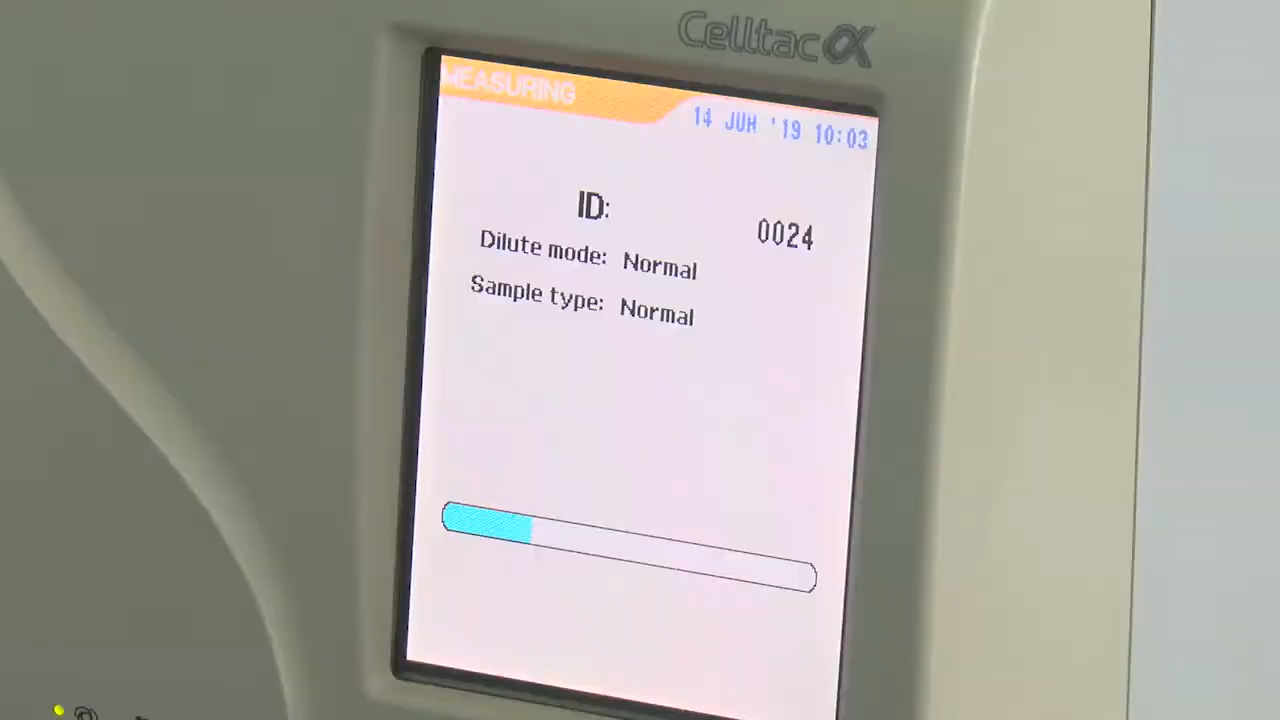 Celltac α
MEASURING
14 JUN '19 10:03
ID: 0024
Dilute mode: Normal
Sample type: Normal